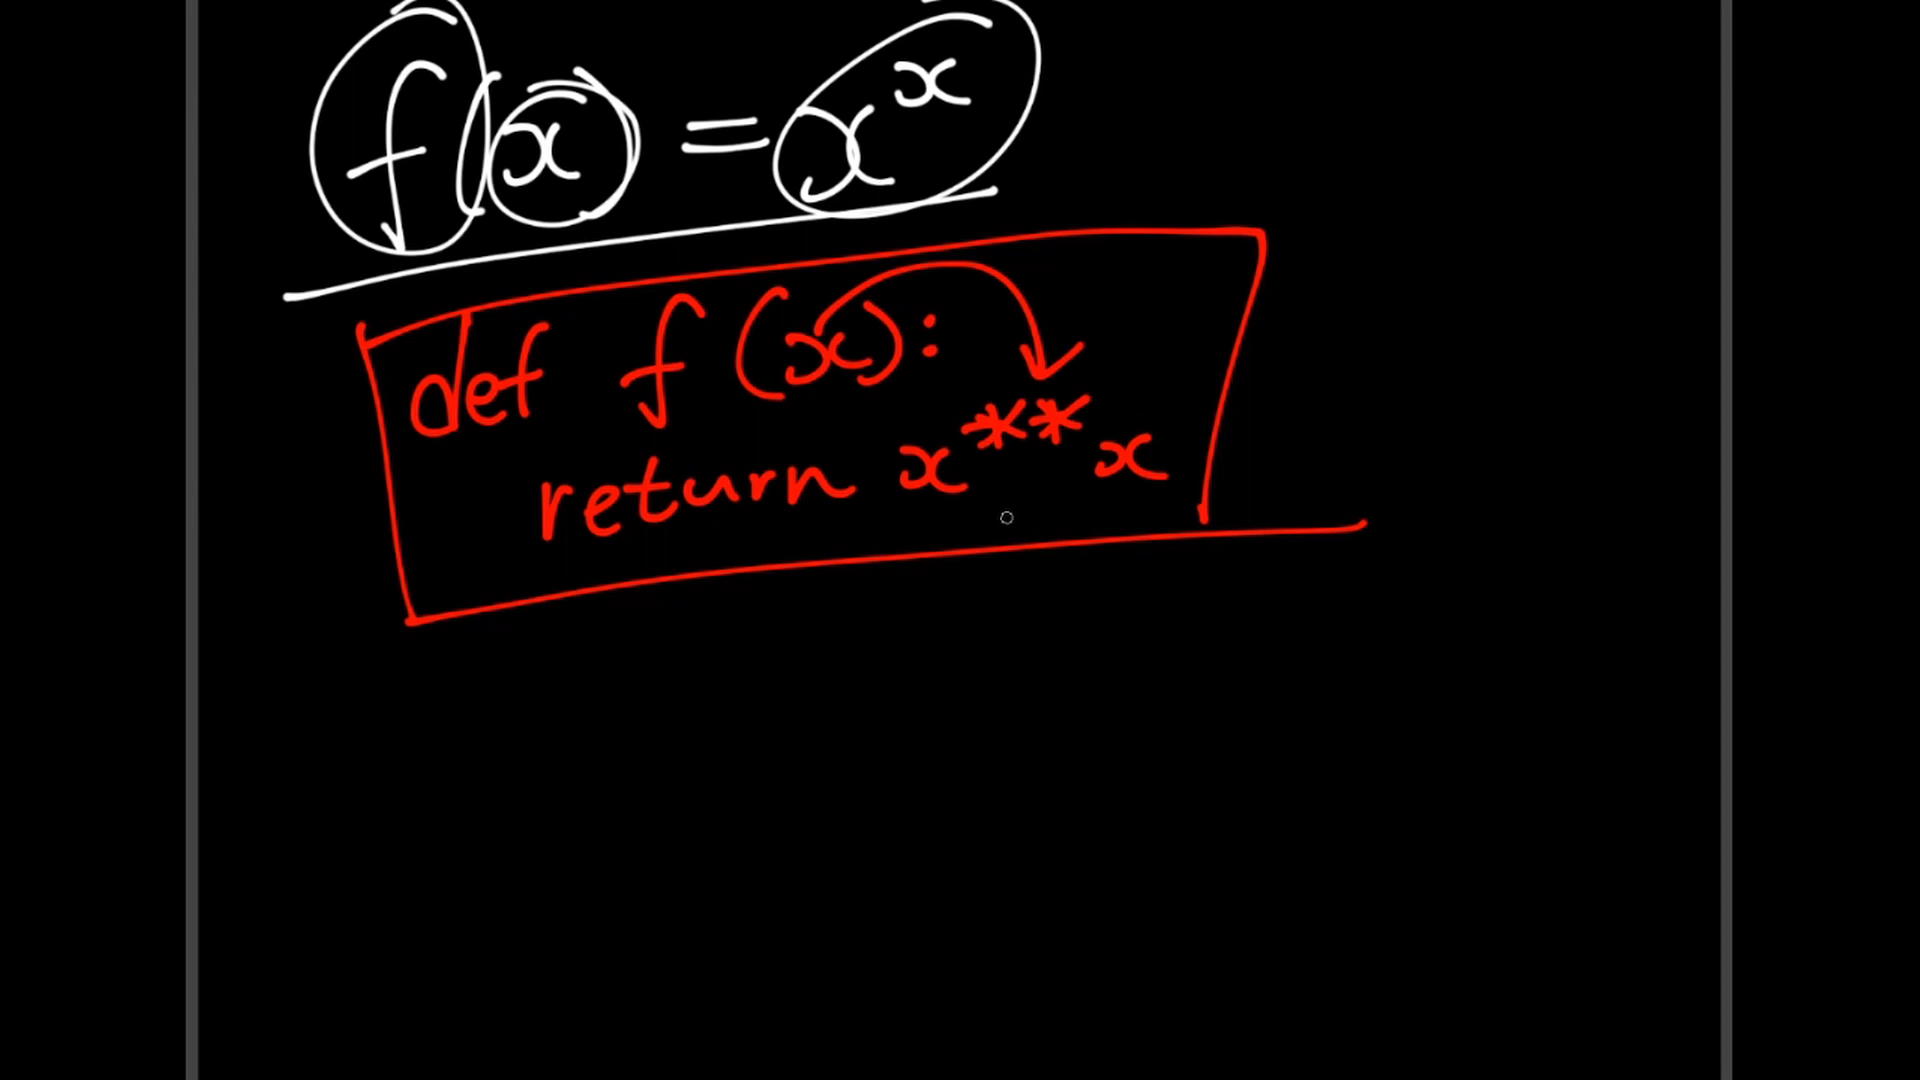 f(x) = x^x
def f(x):
return x**x